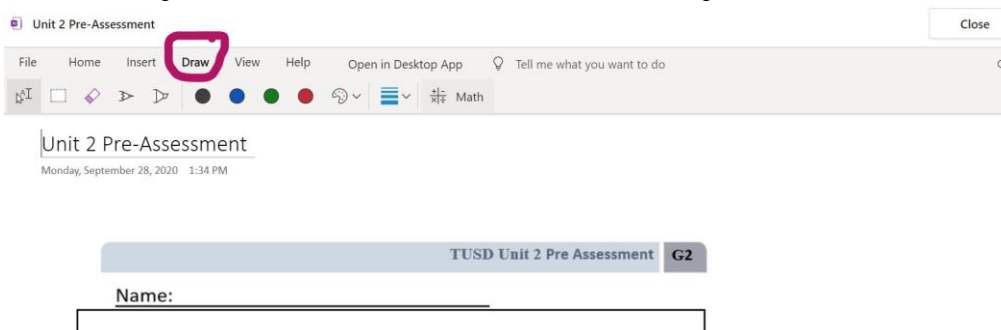 Unit 2 Pre-Assessment
Close
File Home Insert Draw View Help Open in Desktop App Tell me what you want to do
Math
Unit 2 Pre-Assessment
Monday, September 28, 2020 1:34 PM
TUSD Unit 2 Pre Assessment G2
Name: